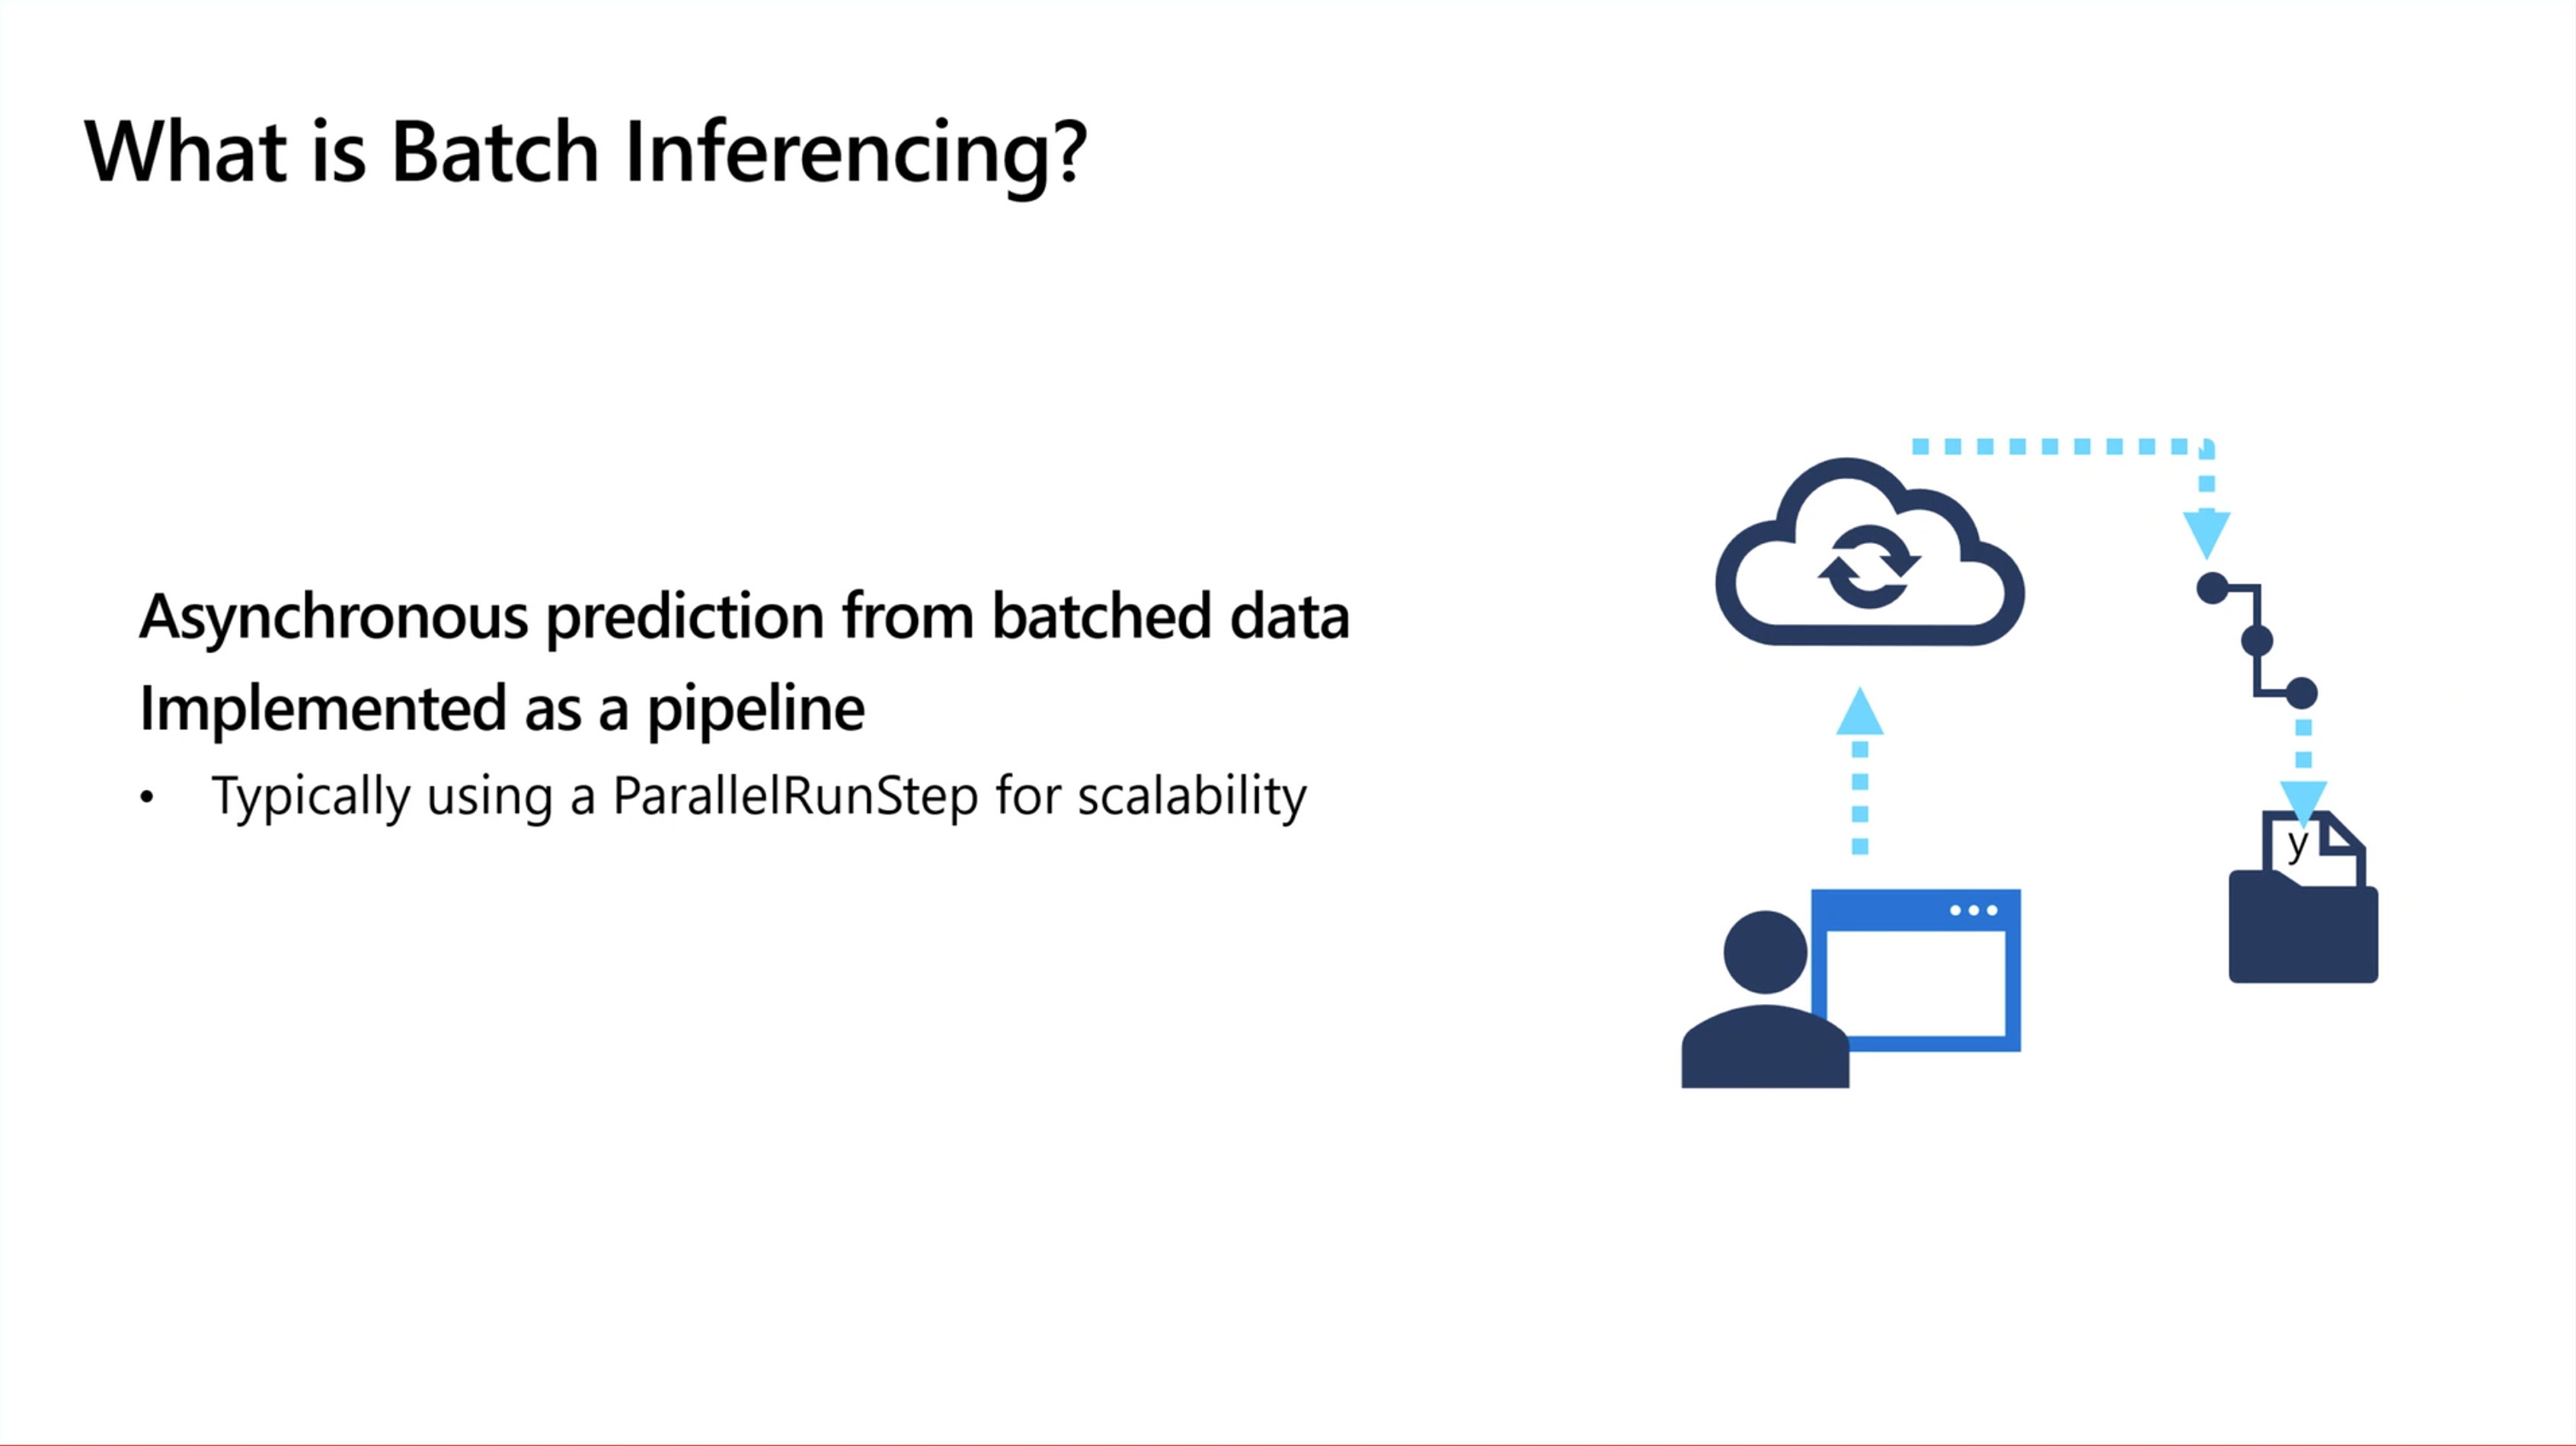 What is Batch Inferencing?
Asynchronous prediction from batched data
Implemented as a pipeline
• Typically using a ParallelRunStep for scalability
y